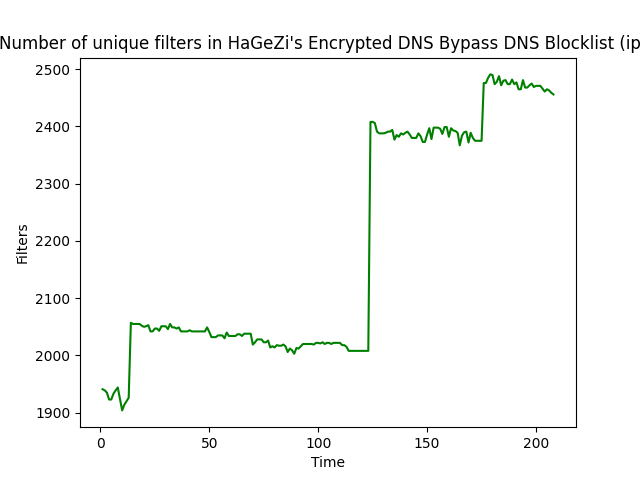 Number of unique filters in HaGeZi's Encrypted DNS Bypass DNS Blocklist (ip
2500
2400
2300
2200
2100
2000
1900
Filters
0 50 100 150 200
Time